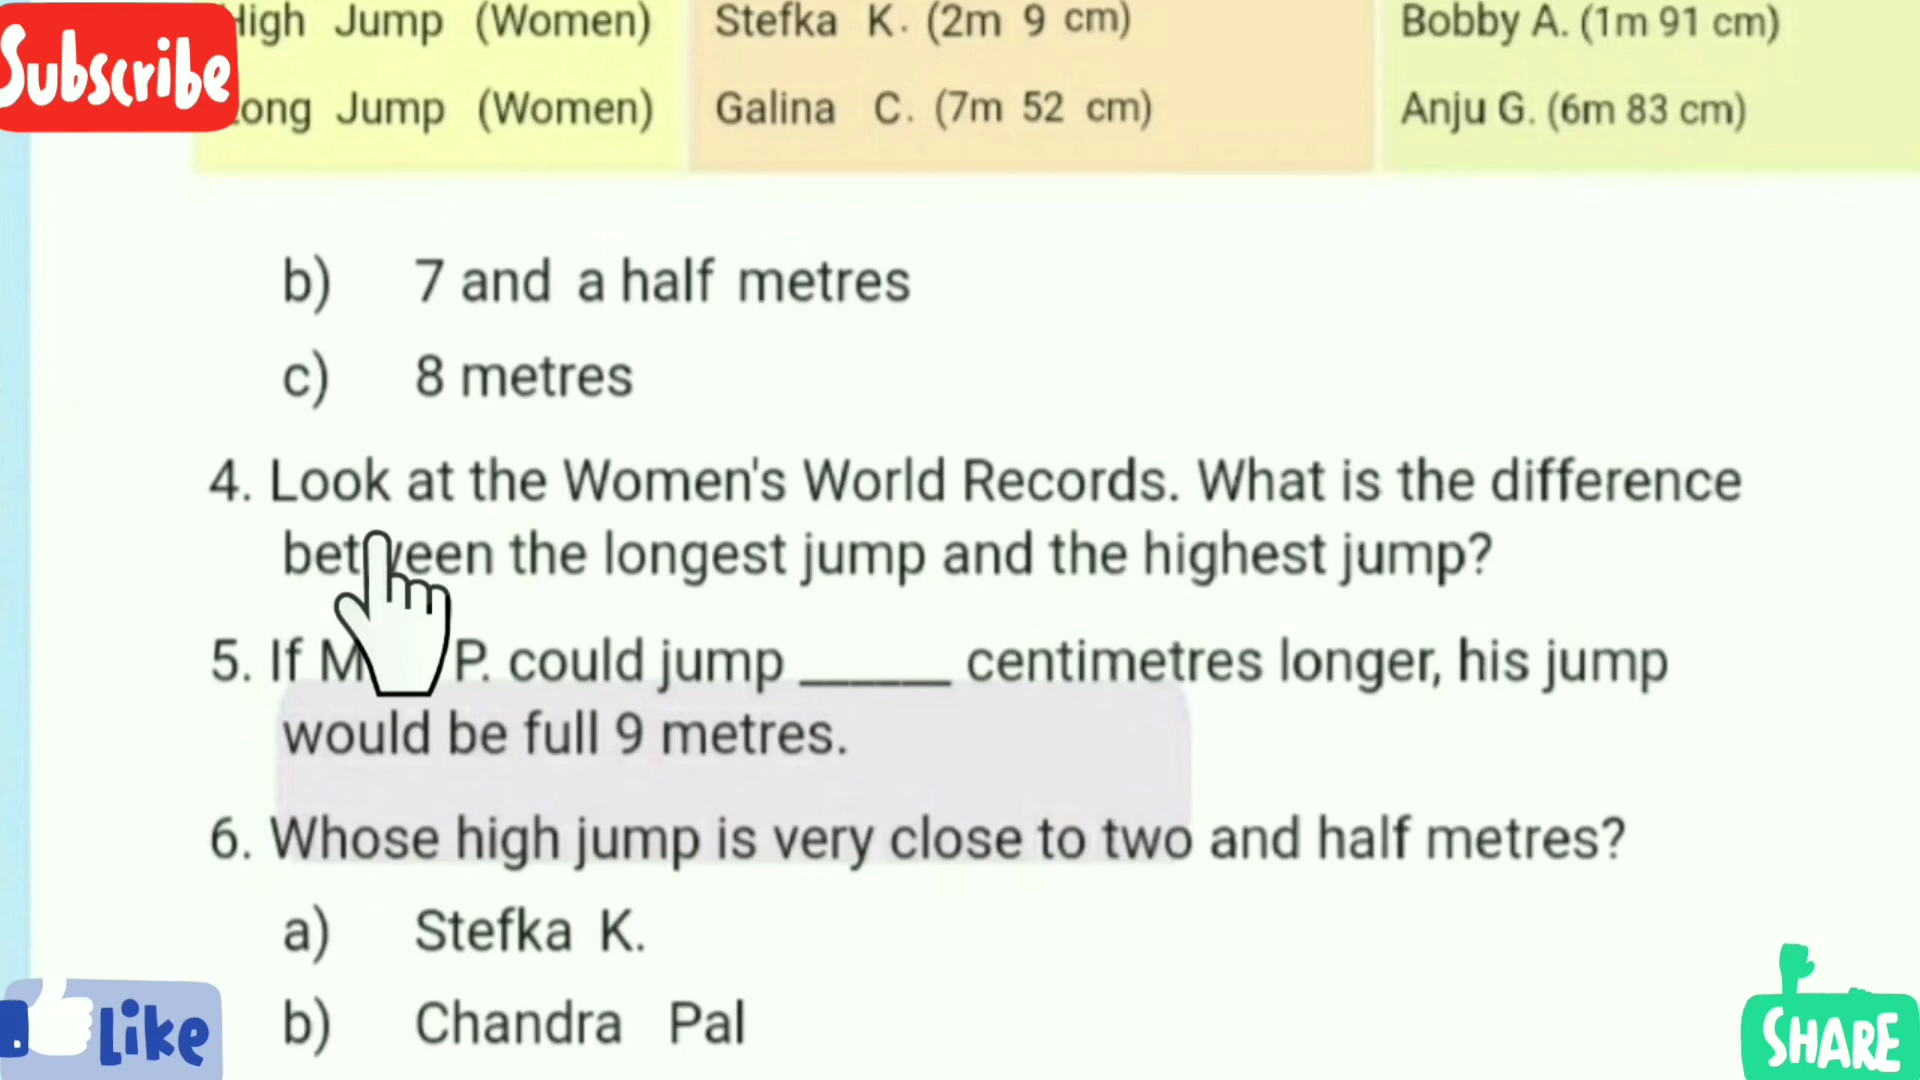 Subscribe
High Jump (Women) Stefka K. (2m 9 cm) Bobby A. (1m 91 cm)
Long Jump (Women) Galina C. (7m 52 cm) Anju G. (6m 83 cm)
b) 7 and a half metres
c) 8 metres
4. Look at the Women's World Records. What is the difference
between the longest jump and the highest jump?
5. If P. could jump ______ centimetres longer, his jump
would be full 9 metres.
6. Whose high jump is very close to two and half metres?
a) Stefka K.
b) Chandra Pal
Like
SHARE